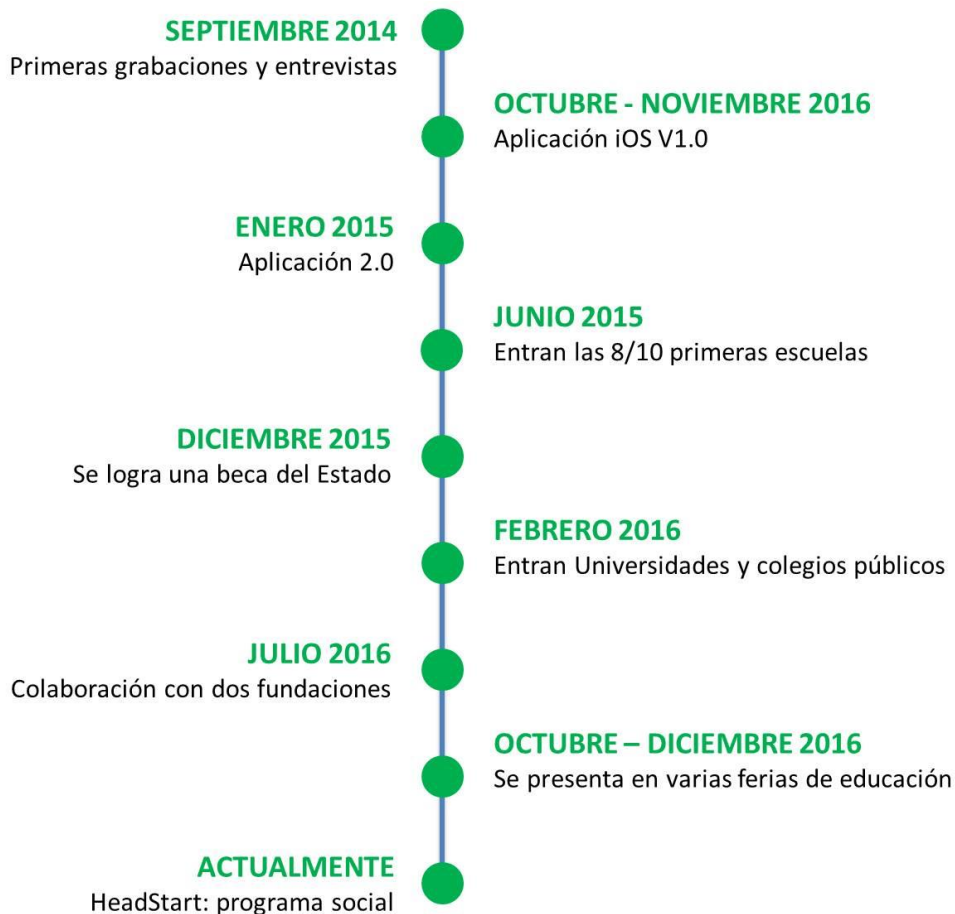 SEPTIEMBRE 2014
Primeras grabaciones y entrevistas
OCTUBRE - NOVIEMBRE 2016
Aplicación iOS V1.0
ENERO 2015
Aplicación 2.0
JUNIO 2015
Entran las 8/10 primeras escuelas
DICIEMBRE 2015
Se logra una beca del Estado
FEBRERO 2016
Entran Universidades y colegios públicos
JULIO 2016
Colaboración con dos fundaciones
OCTUBRE – DICIEMBRE 2016
Se presenta en varias ferias de educación
ACTUALMENTE
HeadStart: programa social